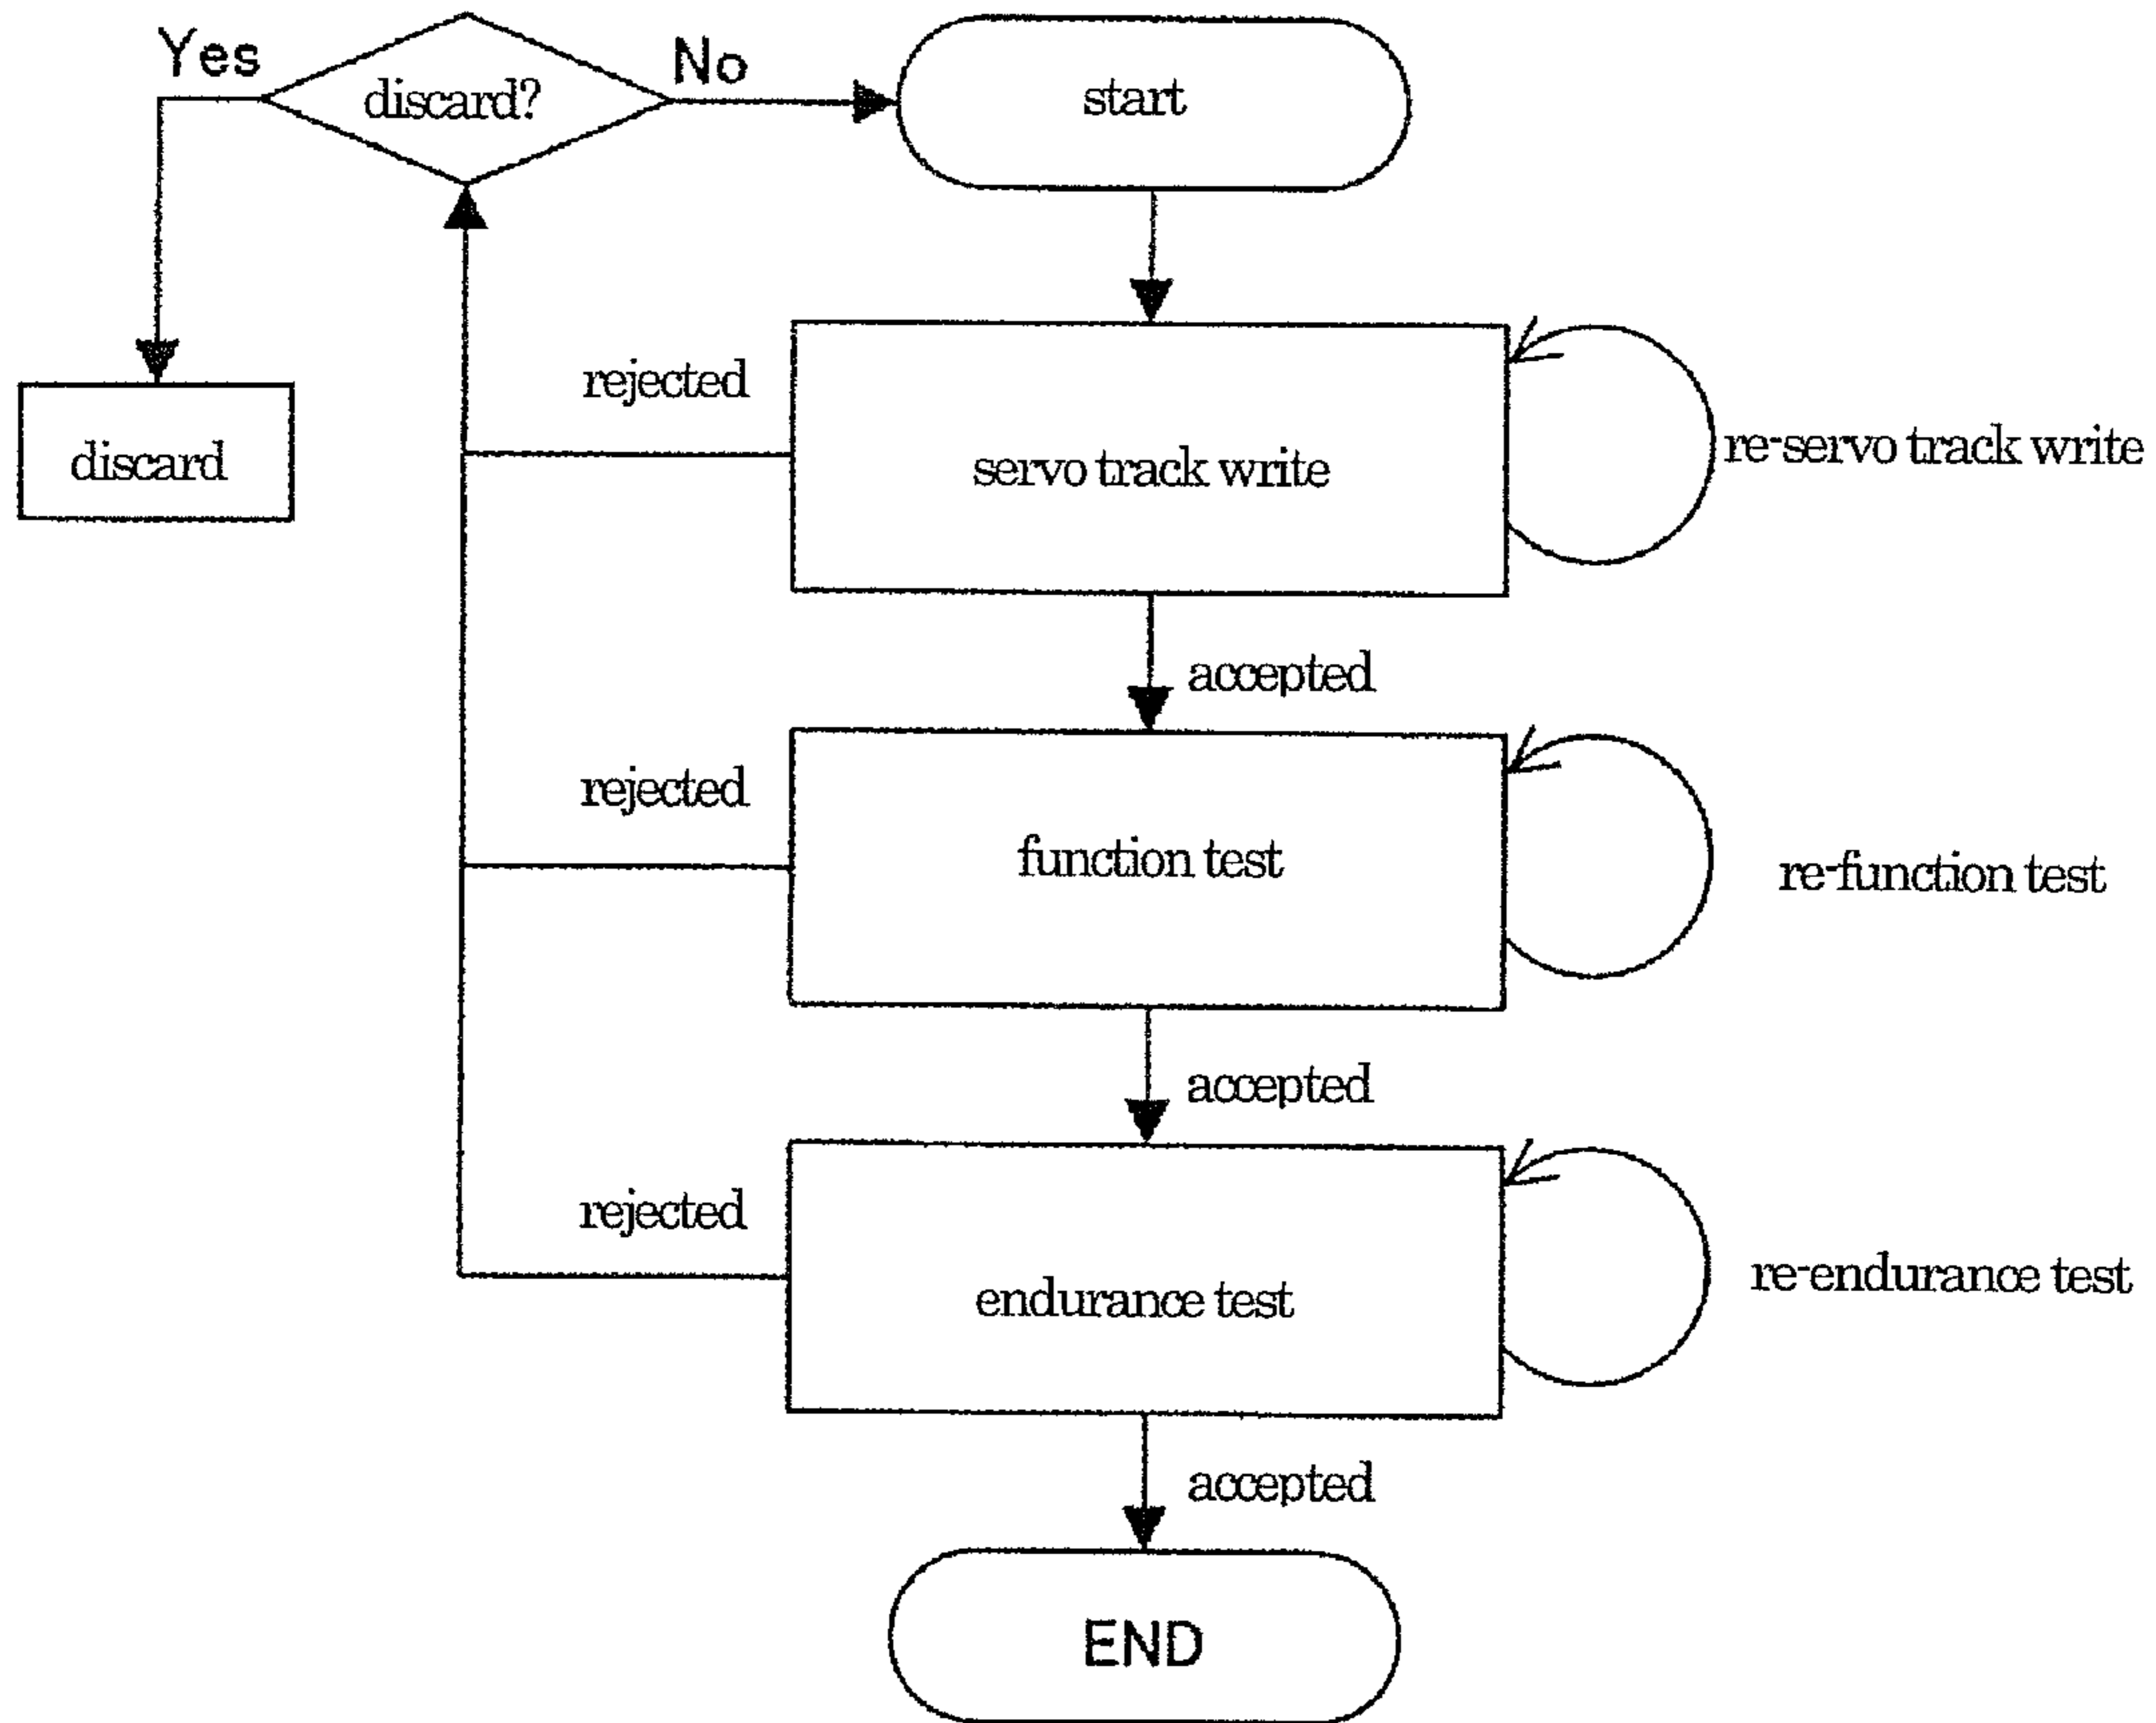 Yes
discard?
No
start
rejected
discard
servo track write
re-servo track write
accepted
rejected
function test
re-function test
accepted
rejected
endurance test
re-endurance test
accepted
END